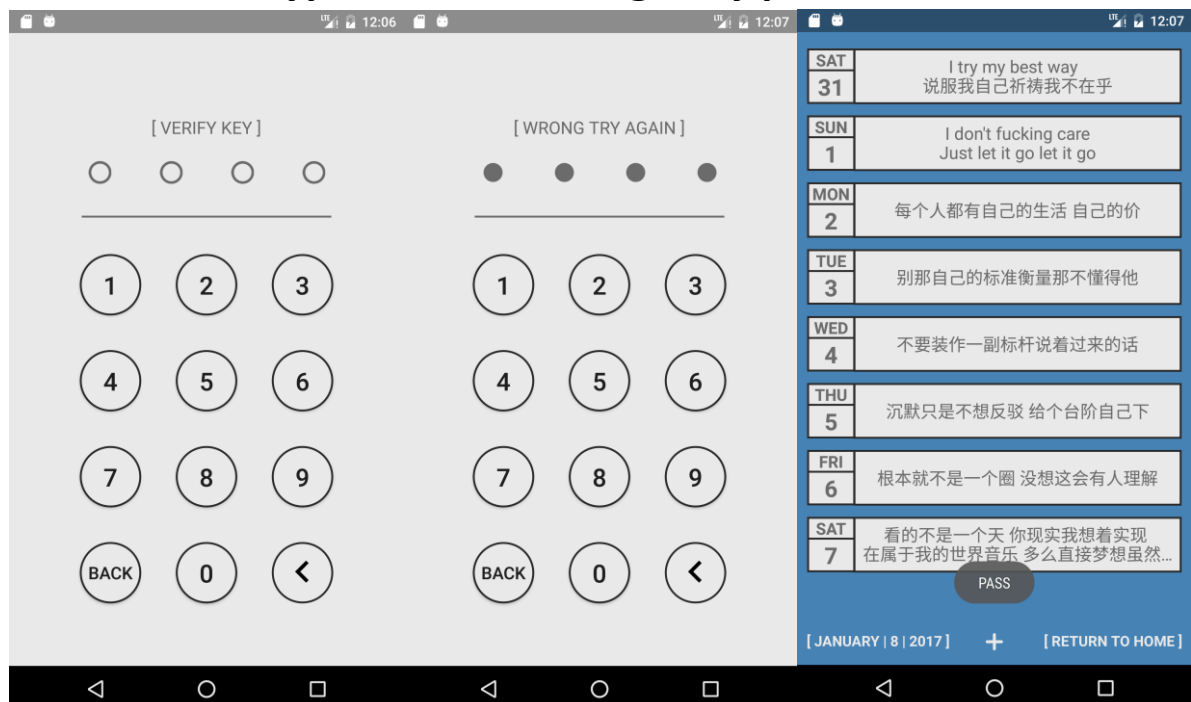 LTE 12:06
[ VERIFY KEY ]
1 2 3
4 5 6
7 8 9
BACK 0 <
LTE 12:07
[ WRONG TRY AGAIN ]
1 2 3
4 5 6
7 8 9
BACK 0 <
LTE 12:07
SAT
31
I try my best way
说服我自己祈祷我不在乎
SUN
1
I don't fucking care
Just let it go let it go
MON
2
每个人都有自己的生活 自己的价
TUE
3
别那自己的标准衡量那不懂得他
WED
4
不要装作一副标杆说着过来的话
THU
5
沉默只是不想反驳 给个台阶自己下
FRI
6
根本就不是一个圈 没想这会有人理解
SAT
7
看的不是一个天 你现实我想着实现
在属于我的世界音乐 多么直接梦想虽然...
PASS
[ JANUARY | 8 | 2017 ] + [ RETURN TO HOME ]